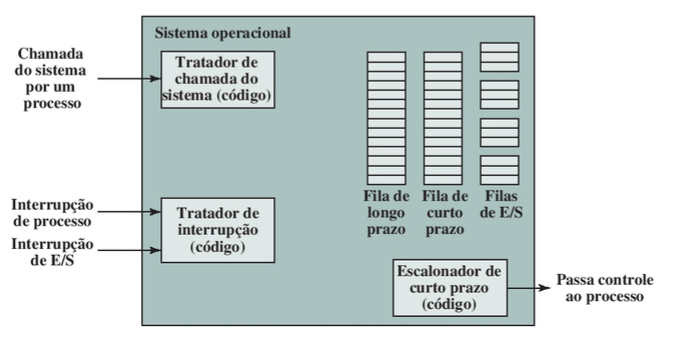 Sistema operacional
Chamada
do sistema
por um
processo
Tratador de
chamada do
sistema (código)
Interrupção
de processo
Interrupção
de E/S
Tratador de
interrupção
(código)
Fila de
longo
prazo
Fila de
curto
prazo
Filas
de E/S
Escalonador de
curto prazo
(código)
Passa controle
ao processo